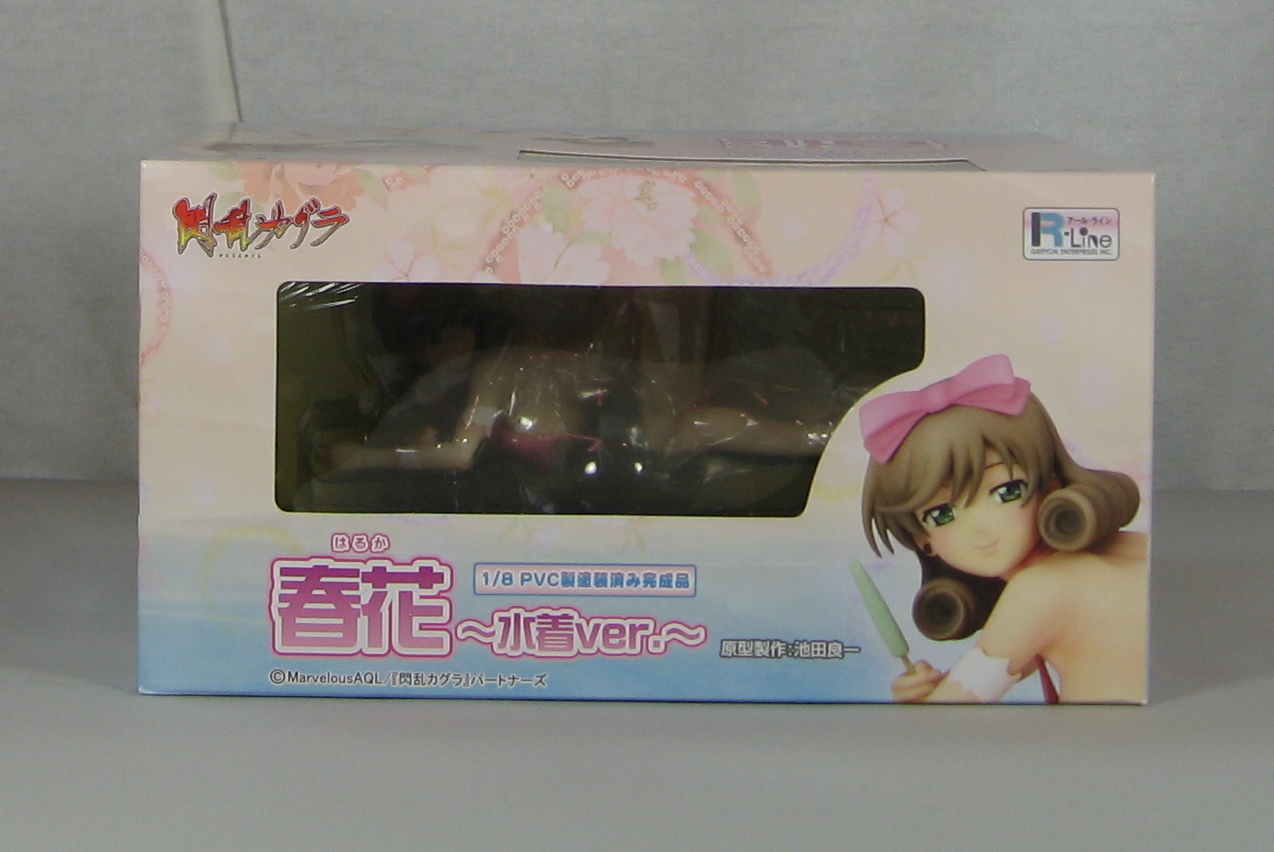 閃乱カグラ
アール・ライン
R-Line
GRIFFON ENTERPRISES INC.
はるか
春花
1/8 PVC製塗装済み完成品
～水着ver.～
原型製作:池田良一
©MarvelousAQL/『閃乱カグラ』パートナーズ